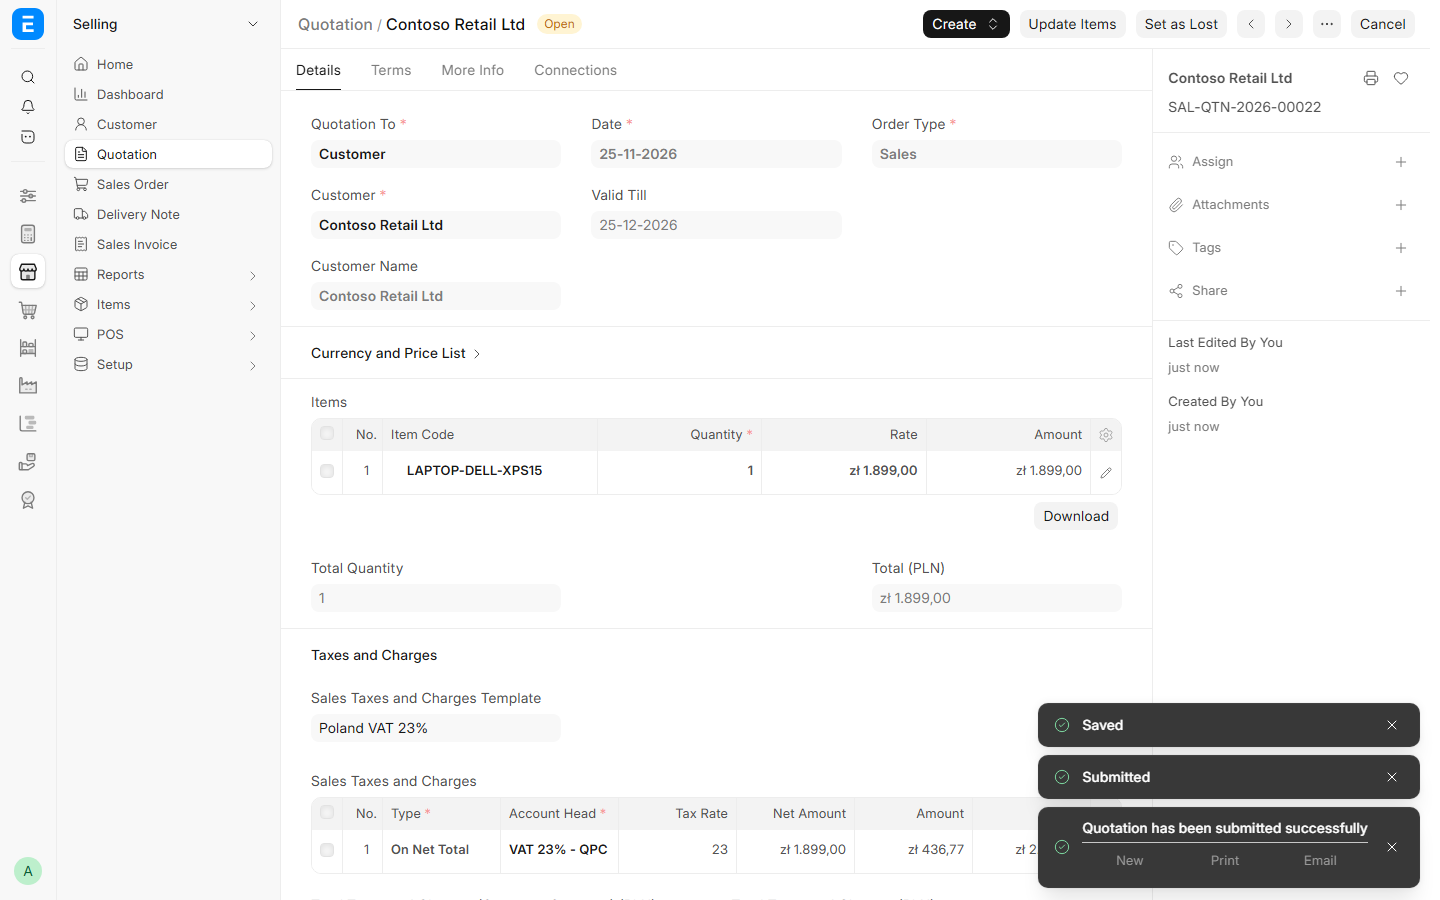 Selling
Home
Dashboard
Customer
Quotation
Sales Order
Delivery Note
Sales Invoice
Reports
Items
POS
Setup
A
Quotation / Contoso Retail Ltd
Open
Create
Update Items
Set as Lost
Cancel
Details
Terms
More Info
Connections
Quotation To *
Customer
Date *
25-11-2026
Order Type *
Sales
Customer *
Contoso Retail Ltd
Valid Till
25-12-2026
Customer Name
Contoso Retail Ltd
Currency and Price List
Items
No. Item Code Quantity * Rate Amount
1 LAPTOP-DELL-XPS15 1 zł 1.899,00 zł 1.899,00
Download
Total Quantity
1
Total (PLN)
zł 1.899,00
Taxes and Charges
Sales Taxes and Charges Template
Poland VAT 23%
Sales Taxes and Charges
No. Type * Account Head * Tax Rate Net Amount Amount
1 On Net Total VAT 23% - QPC 23 zł 1.899,00 zł 436,77 zł 2
Contoso Retail Ltd
SAL-QTN-2026-00022
Assign
Attachments
Tags
Share
Last Edited By You
just now
Created By You
just now
Saved
Submitted
Quotation has been submitted successfully
New Print Email